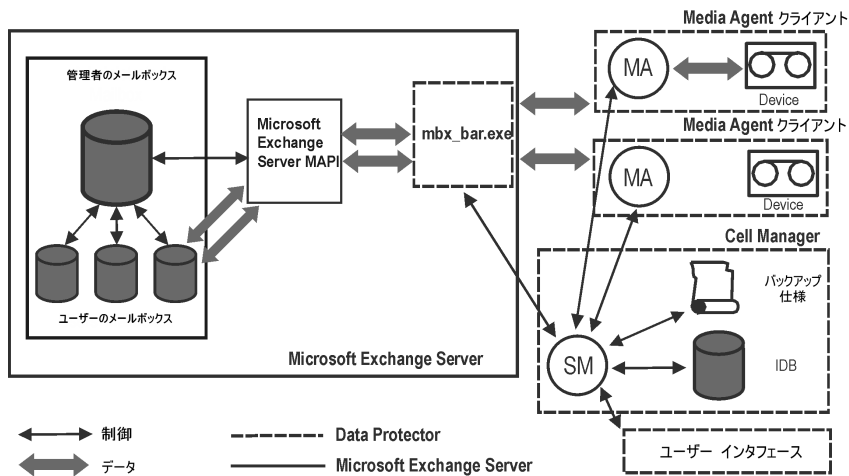 Media Agent クライアント
MA
Device
Media Agent クライアント
MA
Device
管理者のメールボックス
Microsoft
Exchange
Server MAPI
mbx_bar.exe
ユーザーのメールボックス
Microsoft Exchange Server
Cell Manager
バックアップ
仕様
SM
IDB
ユーザー インタフェース
制御
データ
Data Protector
Microsoft Exchange Server